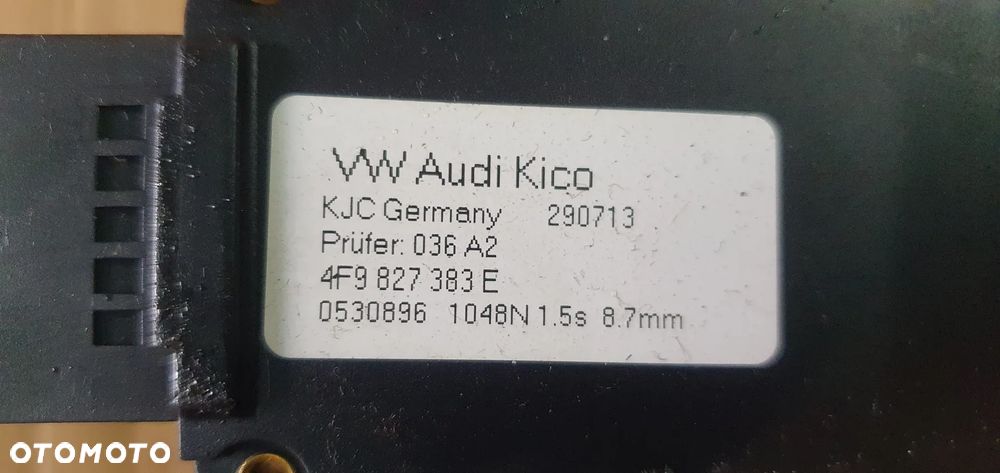 VW Audi Kico
KJC Germany 290713
Prüfer: 036 A2
4F9 827 383 E
0530896 1048N 1.5s 8.7mm
OTOMOTO